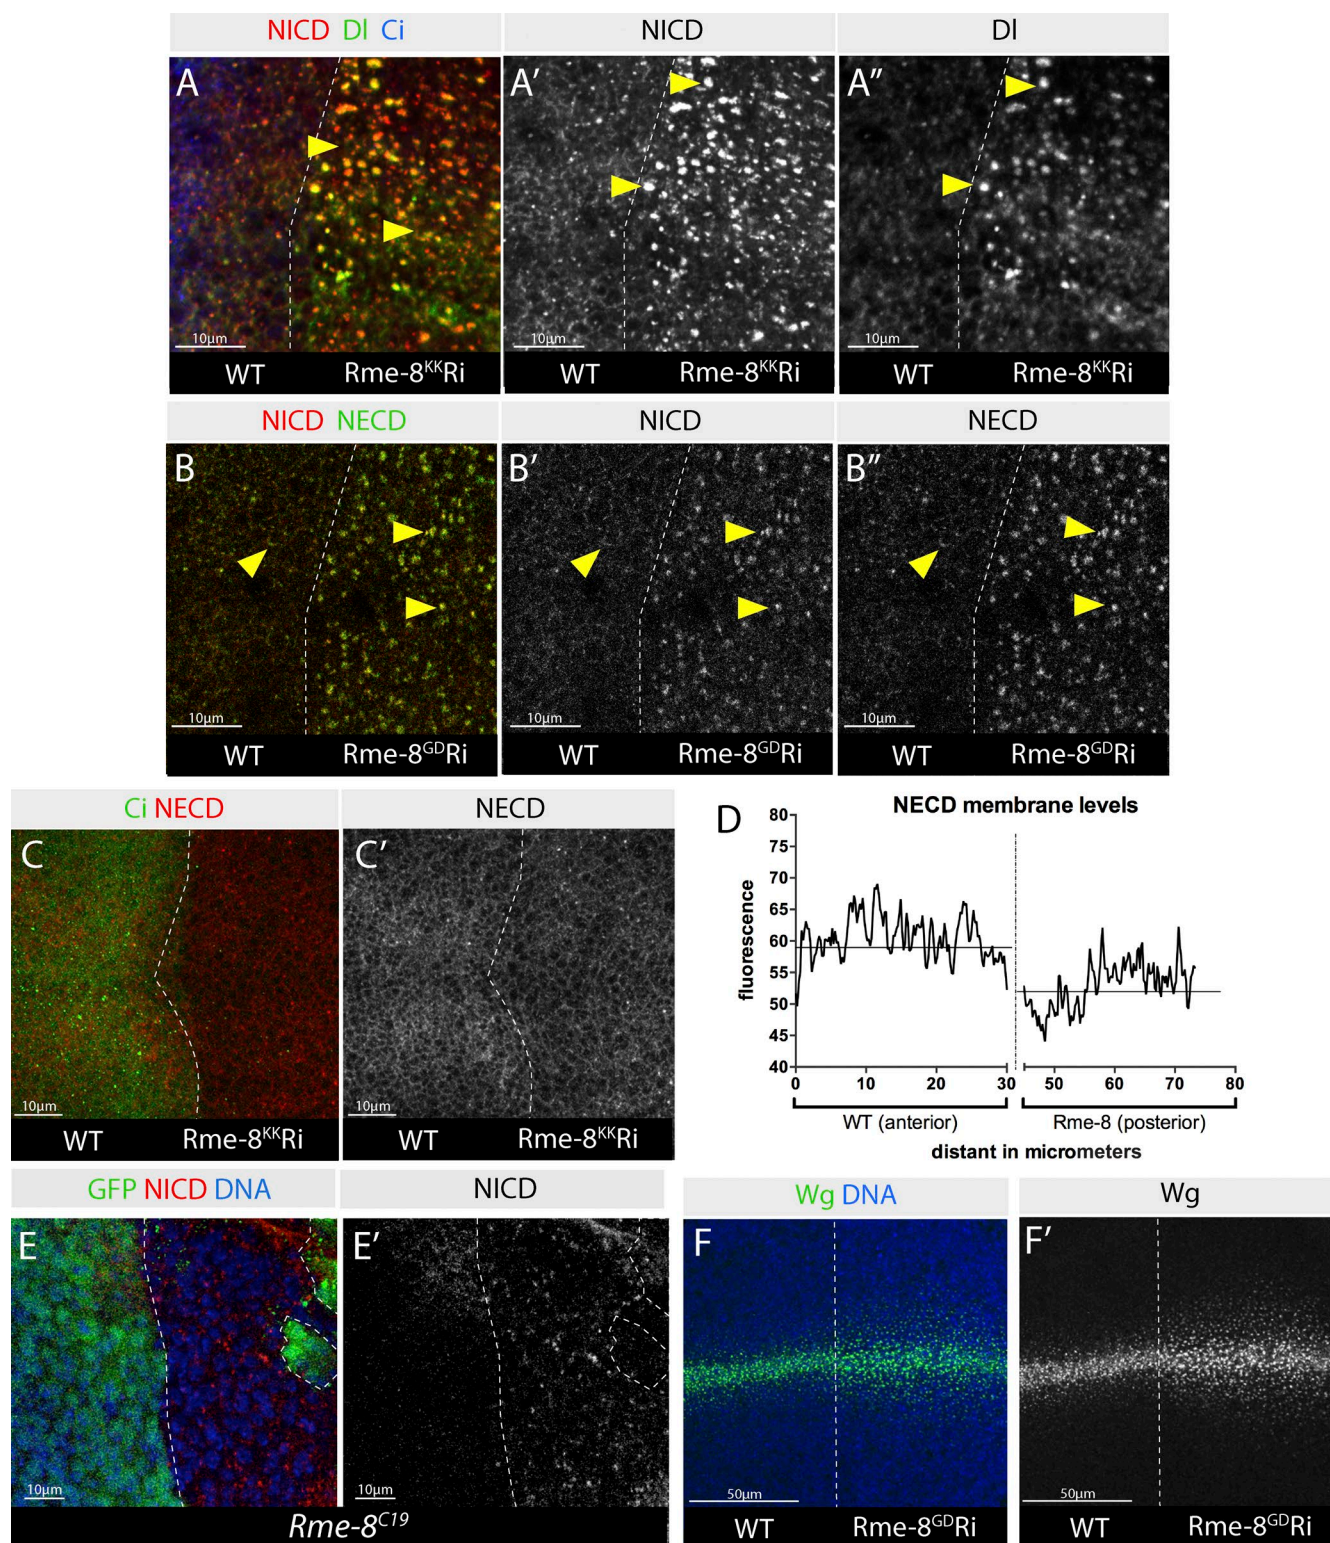 NICD Dl Ci
NICD
Dl
A
A′
A″
10μm
10μm
10μm
WT
Rme-8ᴷᴷRi
WT
Rme-8ᴷᴷRi
WT
Rme-8ᴷᴷRi
NICD NECD
NICD
NECD
B
B′
B″
10μm
10μm
10μm
WT
Rme-8ᴳᴰRi
WT
Rme-8ᴳᴰRi
WT
Rme-8ᴳᴰRi
Ci NECD
NECD
C
C′
10μm
10μm
WT
Rme-8ᴷᴷRi
WT
Rme-8ᴷᴷRi
D
NECD membrane levels
fluorescence
80
75
70
65
60
55
50
45
40
0 10 20 30 50 60 70 80
WT (anterior)
Rme-8 (posterior)
distant in micrometers
GFP NICD DNA
NICD
E
E′
10μm
10μm
Rme-8ᶜ¹⁹
Wg DNA
Wg
F
F′
50μm
50μm
WT
Rme-8ᴳᴰRi
WT
Rme-8ᴳᴰRi